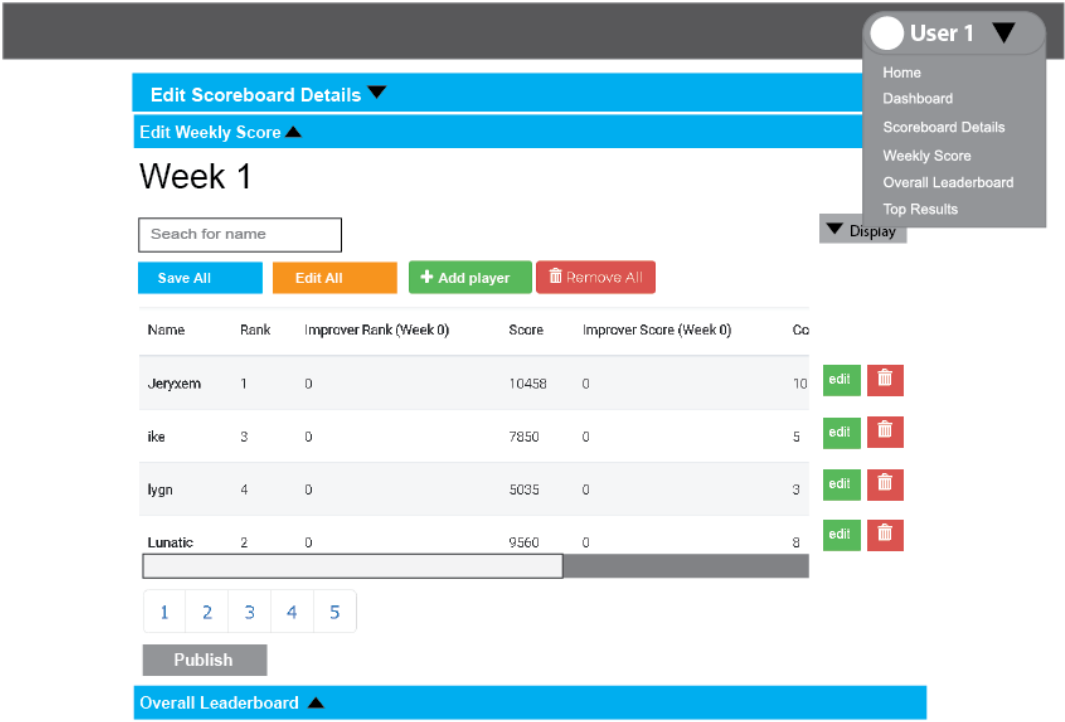 User 1
Home
Dashboard
Scoreboard Details
Weekly Score
Overall Leaderboard
Top Results
Edit Scoreboard Details
Edit Weekly Score
Week 1
Seach for name
Display
Save All Edit All + Add player Remove All
Name Rank Improver Rank (Week 0) Score Improver Score (Week 0) Co
Jeryxem 1 0 10458 0 10 edit
ike 3 0 7850 0 5 edit
lygn 4 0 5035 0 3 edit
Lunatic 2 0 9560 0 8 edit
1 2 3 4 5
Publish
Overall Leaderboard